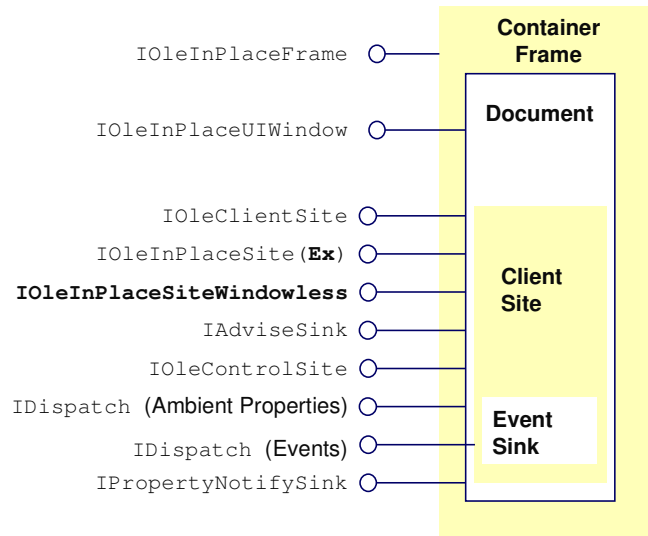 Container
Frame
IOleInPlaceFrame
Document
IOleInPlaceUIWindow
IOleClientSite
IOleInPlaceSite(Ex)
Client
Site
IOleInPlaceSiteWindowless
IAdviseSink
IOleControlSite
IDispatch (Ambient Properties)
Event
Sink
IDispatch (Events)
IPropertyNotifySink